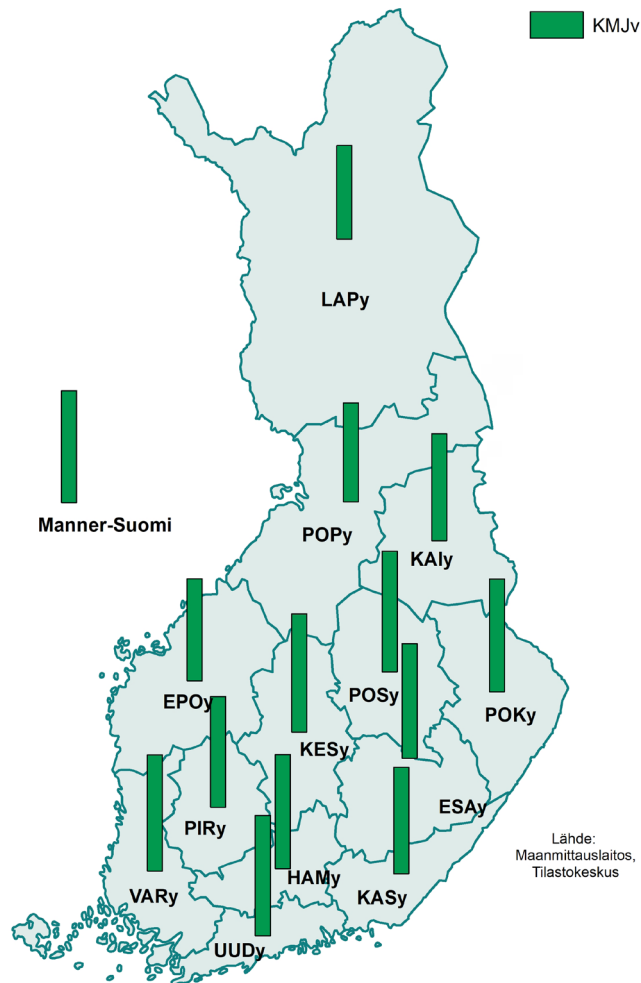 KMJv
LAPy
Manner-Suomi
POPy
KAIy
EPOy
POSy
POKy
KESy
ESAy
PIRy
Lähde:
Maanmittauslaitos,
Tilastokeskus
HAMy
VARy
KASy
UUDy